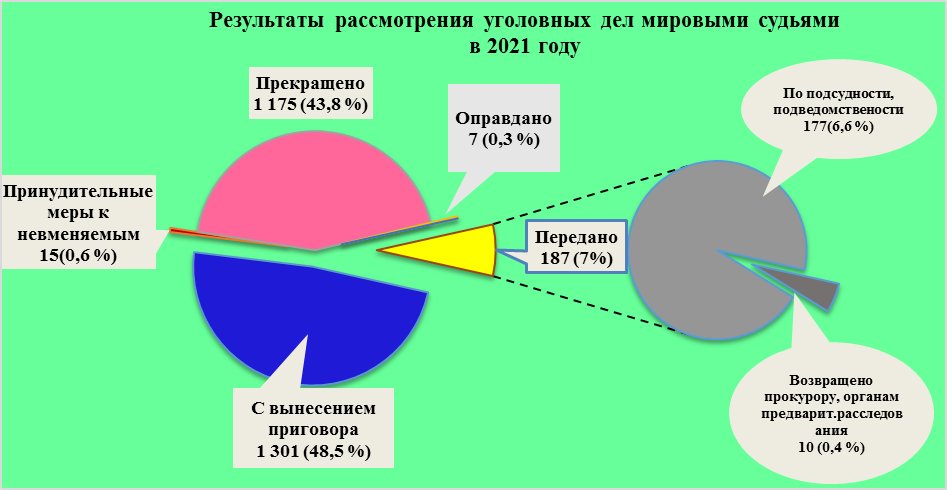 Результаты рассмотрения уголовных дел мировыми судьями
в 2021 году
Прекращено
1 175 (43,8 %)
Оправдано
7 (0,3 %)
По подсудности,
подведомствености
177(6,6 %)
Принудительные
меры к
невменяемым
15(0,6 %)
Передано
187 (7%)
С вынесением
приговора
1 301 (48,5 %)
Возвращено
прокурору, органам
предварит.расследов
ания
10 (0,4 %)